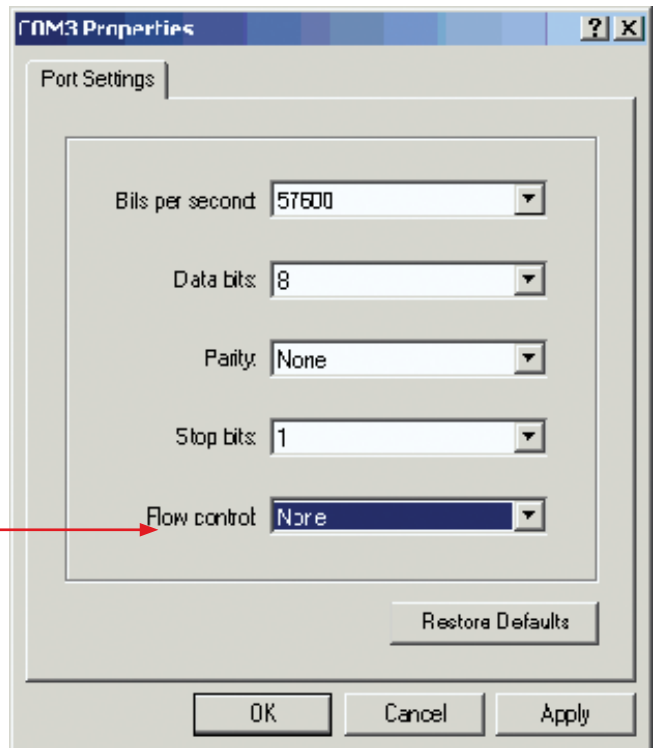 COM3 Properties
Port Settings
Bits per second: 57600
Data bits: 8
Parity: None
Stop bits: 1
Flow control: None
Restore Defaults
OK Cancel Apply